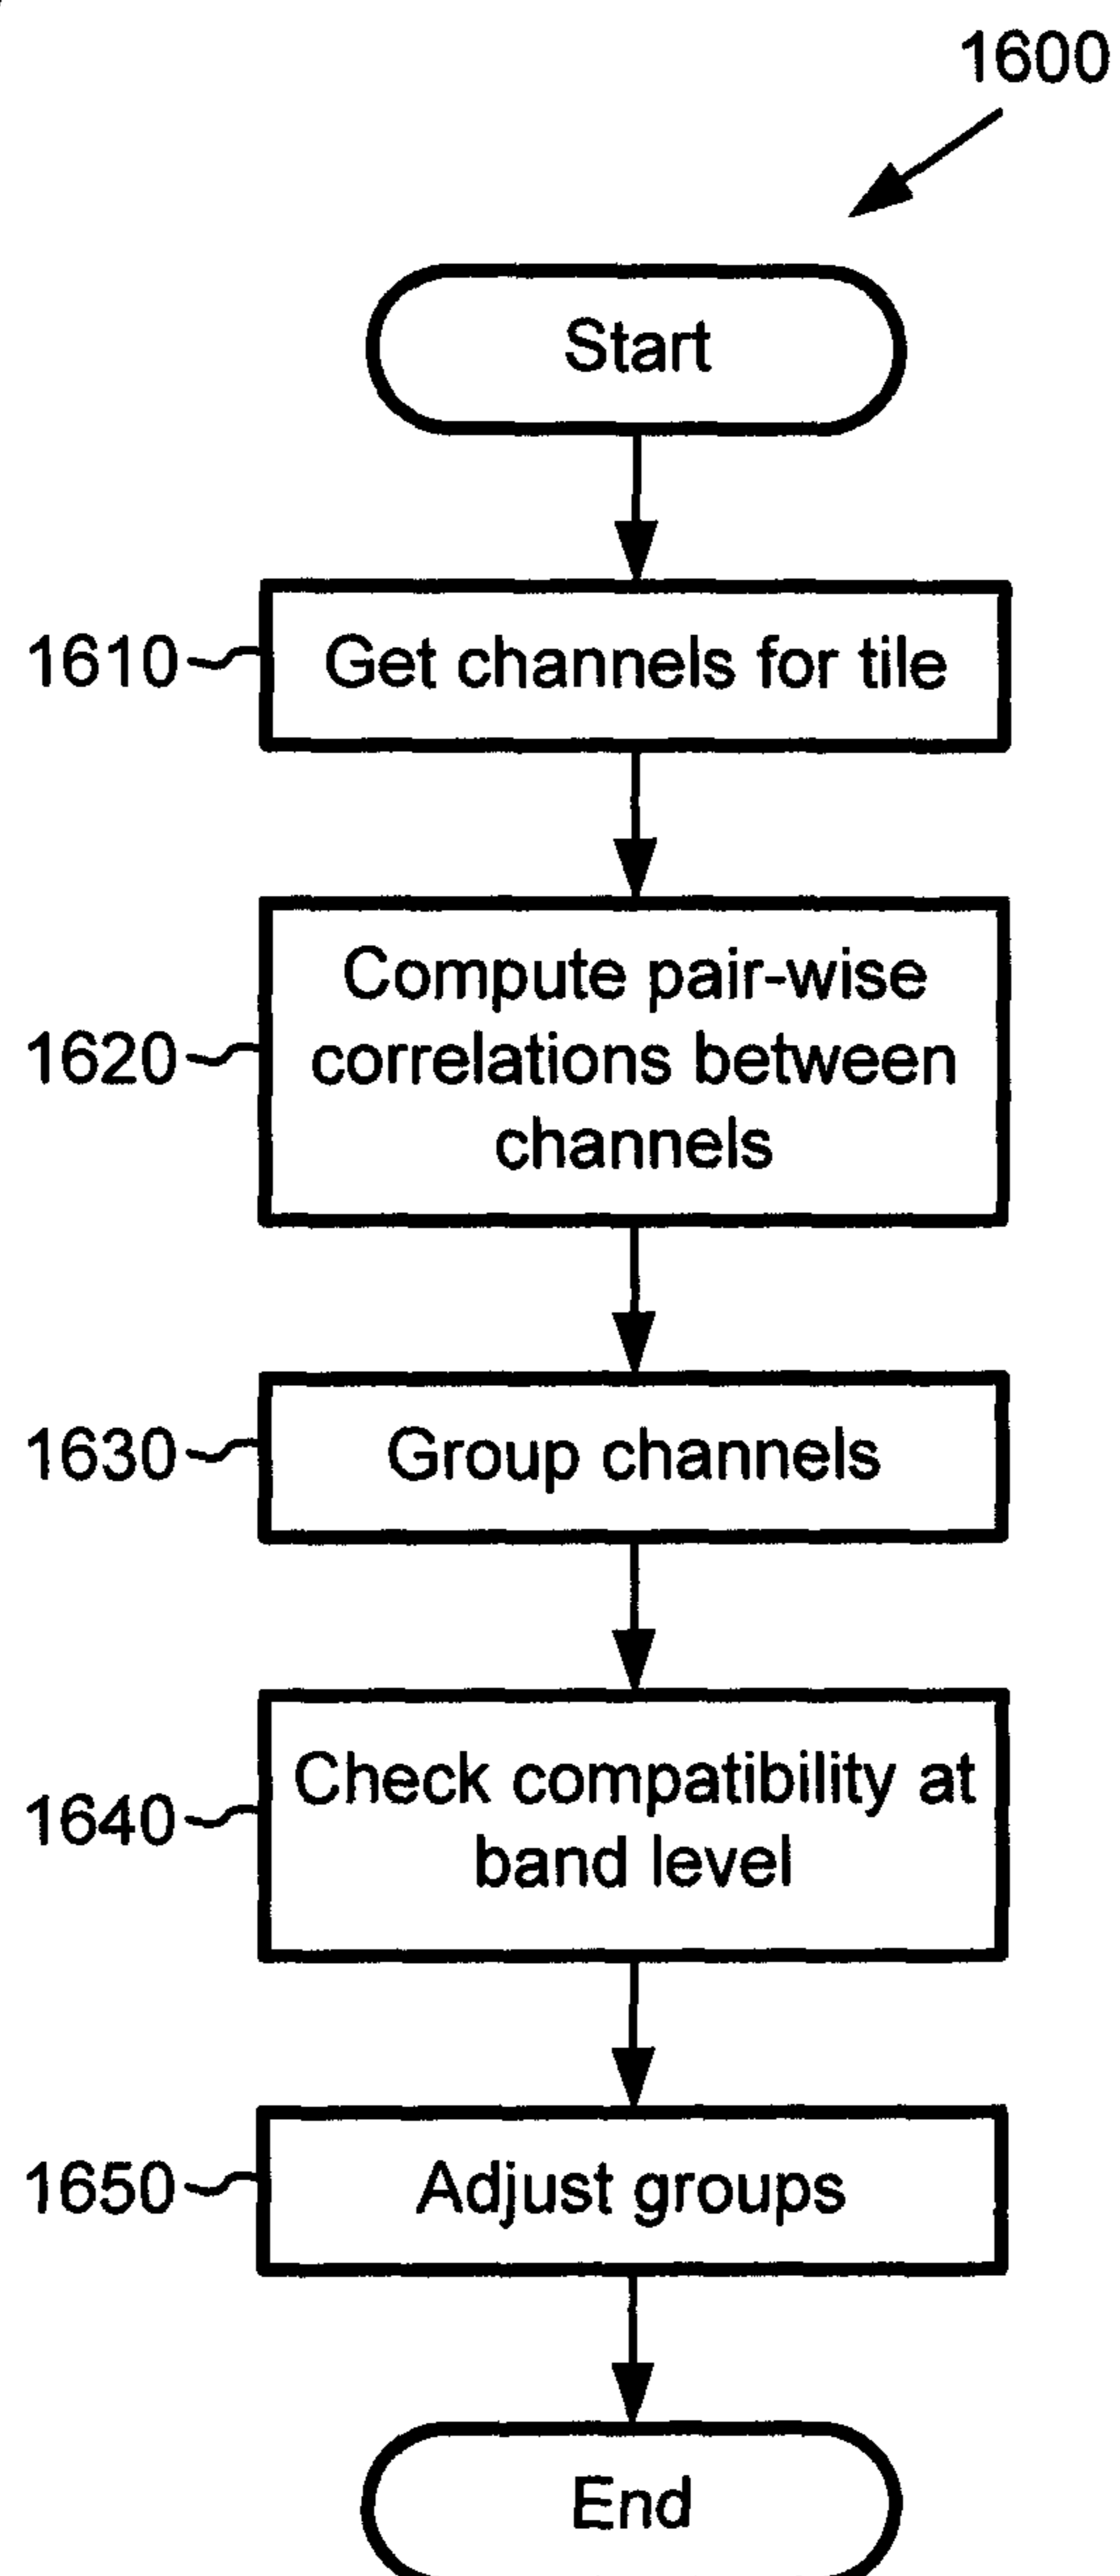 1600
Start
1610
Get channels for tile
1620
Compute pair-wise
correlations between
channels
1630
Group channels
1640
Check compatibility at
band level
1650
Adjust groups
End